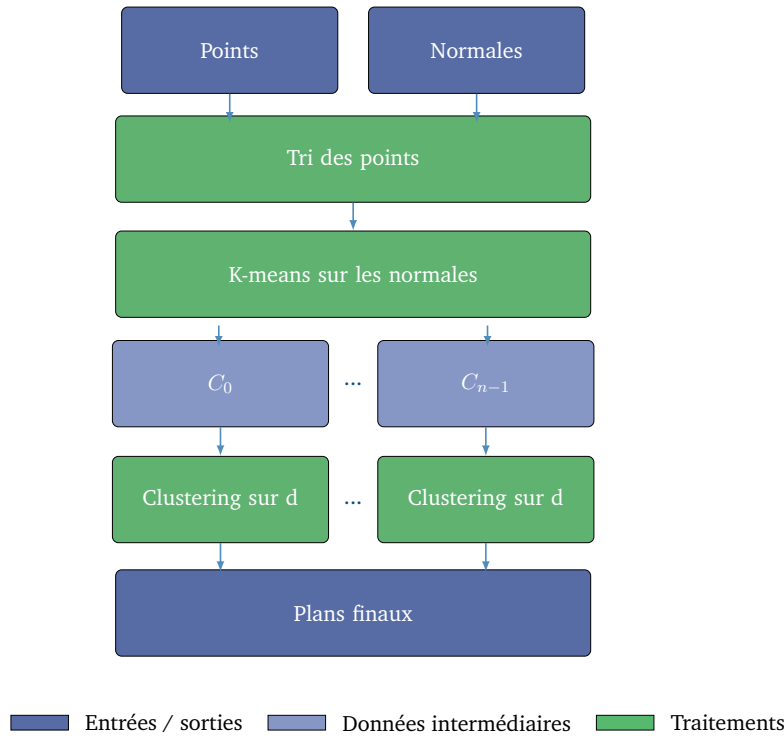 Points Normales
Tri des points
K-means sur les normales
C₀ ... Cₙ₋₁
Clustering sur d ... Clustering sur d
Plans finaux
Entrées / sorties Données intermédiaires Traitements